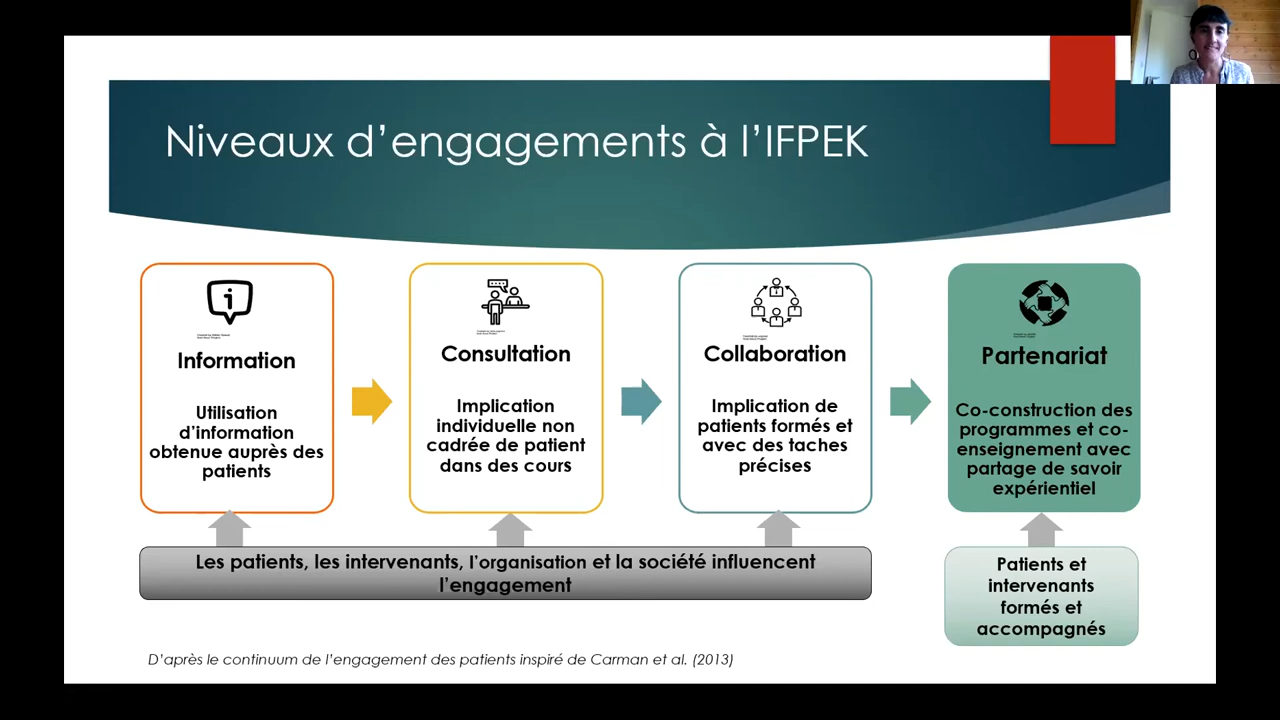 Niveaux d’engagements à l’IFPEK
Information
Utilisation
d’information
obtenue auprès des
patients
Consultation
Implication
individuelle non
cadrée de patient
dans des cours
Collaboration
Implication de
patients formés et
avec des taches
précises
Partenariat
Co-construction des
programmes et co-
enseignement avec
partage de savoir
expérientiel
Les patients, les intervenants, l’organisation et la société influencent
l’engagement
Patients et
intervenants
formés et
accompagnés
D’après le continuum de l’engagement des patients inspiré de Carman et al. (2013)